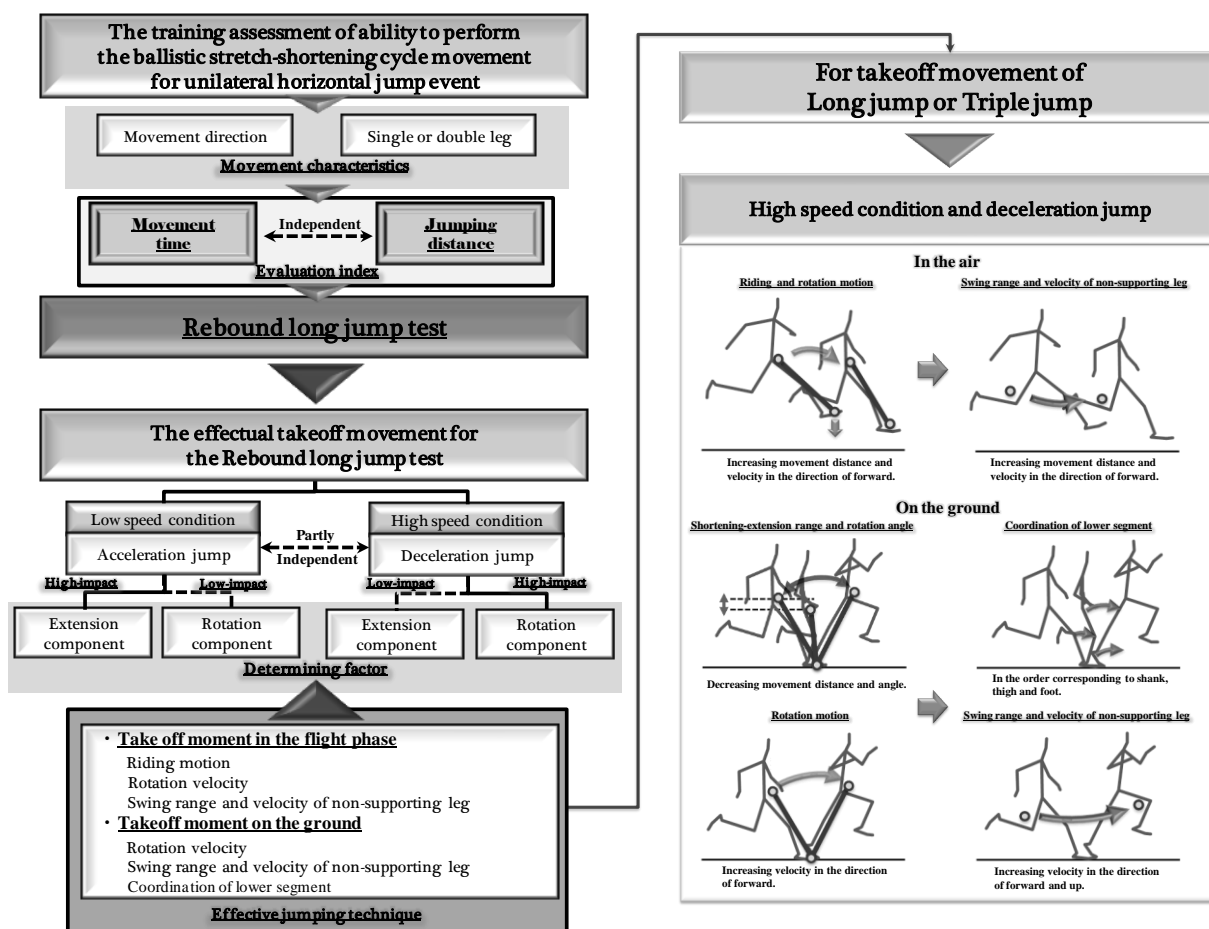 The training assessment of ability to perform
the ballistic stretch-shortening cycle movement
for unilateral horizontal jump event
Movement direction
Single or double leg
Movement characteristics
Movement
time
Independent
Jumping
distance
Evaluation index
Rebound long jump test
The effectual takeoff movement for
the Rebound long jump test
Low speed condition
High speed condition
Acceleration jump
Partly
Independent
Deceleration jump
High-impact
Low-impact
Low-impact
High-impact
Extension
component
Rotation
component
Extension
component
Rotation
component
Determining factor
・Take off moment in the flight phase
Riding motion
Rotation velocity
Swing range and velocity of non-supporting leg
・Takeoff moment on the ground
Rotation velocity
Swing range and velocity of non-supporting leg
Coordination of lower segment
Effective jumping technique
For takeoff movement of
Long jump or Triple jump
High speed condition and deceleration jump
In the air
Riding and rotation motion
Swing range and velocity of non-supporting leg
Increasing movement distance and
velocity in the direction of forward.
Increasing movement distance and
velocity in the direction of forward.
On the ground
Shortening-extension range and rotation angle
Coordination of lower segment
Decreasing movement distance and angle.
In the order corresponding to shank,
thigh and foot.
Rotation motion
Swing range and velocity of non-supporting leg
Increasing velocity in the direction
of forward.
Increasing velocity in the direction
of forward and up.